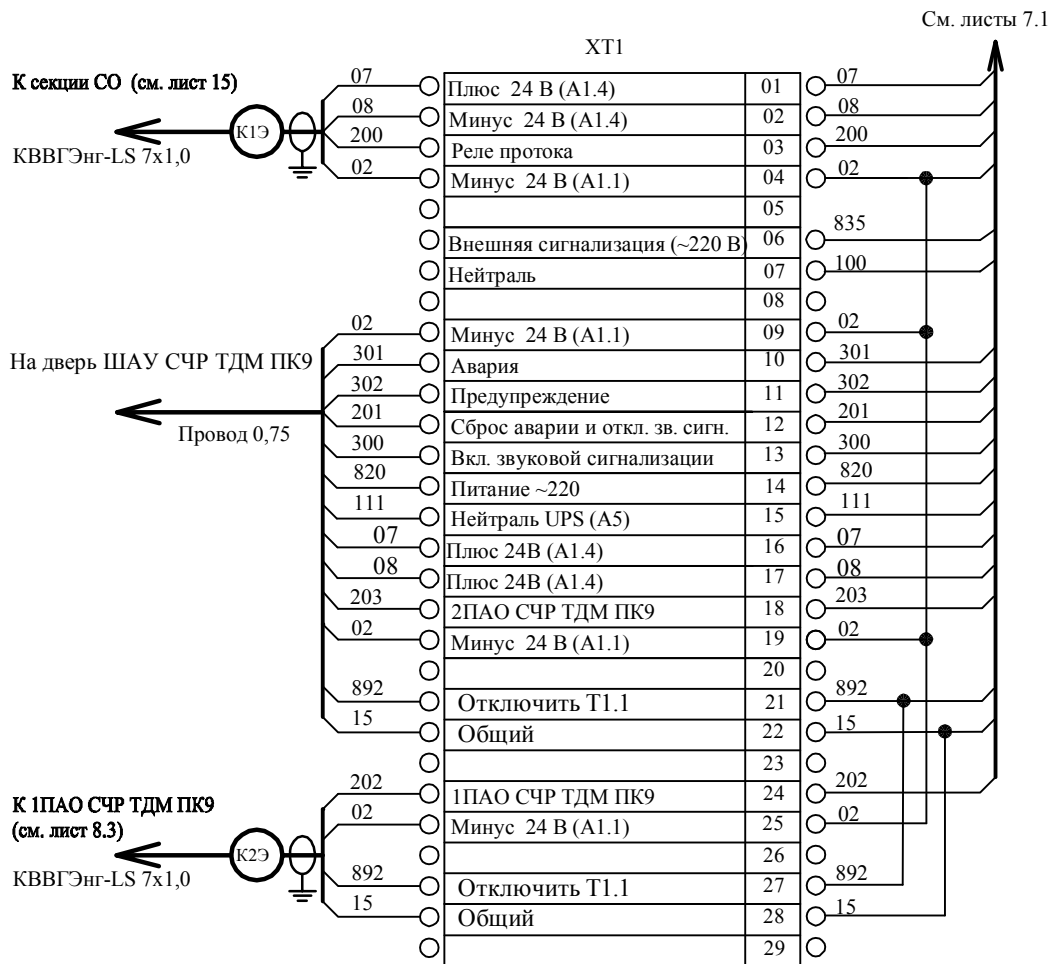 См. листы 7.1
XT1
К секции СО (см. лист 15)
К1Э
КВВГЭнг-LS 7х1,0
07 Плюс 24 В (А1.4) 01 07
08 Минус 24 В (А1.4) 02 08
200 Реле протока 03 200
02 Минус 24 В (А1.1) 04 02
05
Внешняя сигнализация (~220 В) 06 835
Нейтраль 07 100
08
На дверь ШАУ СЧР ТДМ ПК9
Провод 0,75
02 Минус 24 В (А1.1) 09 02
301 Авария 10 301
302 Предупреждение 11 302
201 Сброс аварии и откл. зв. сигн. 12 201
300 Вкл. звуковой сигнализации 13 300
820 Питание ~220 14 820
111 Нейтраль UPS (А5) 15 111
07 Плюс 24В (А1.4) 16 07
08 Плюс 24В (А1.4) 17 08
203 2ПАО СЧР ТДМ ПК9 18 203
02 Минус 24 В (А1.1) 19 02
20
892 Отключить Т1.1 21 892
15 Общий 22 15
23
К 1ПАО СЧР ТДМ ПК9
(см. лист 8.3)
К2Э
КВВГЭнг-LS 7х1,0
202 1ПАО СЧР ТДМ ПК9 24 202
02 Минус 24 В (А1.1) 25 02
26
892 Отключить Т1.1 27 892
15 Общий 28 15
29